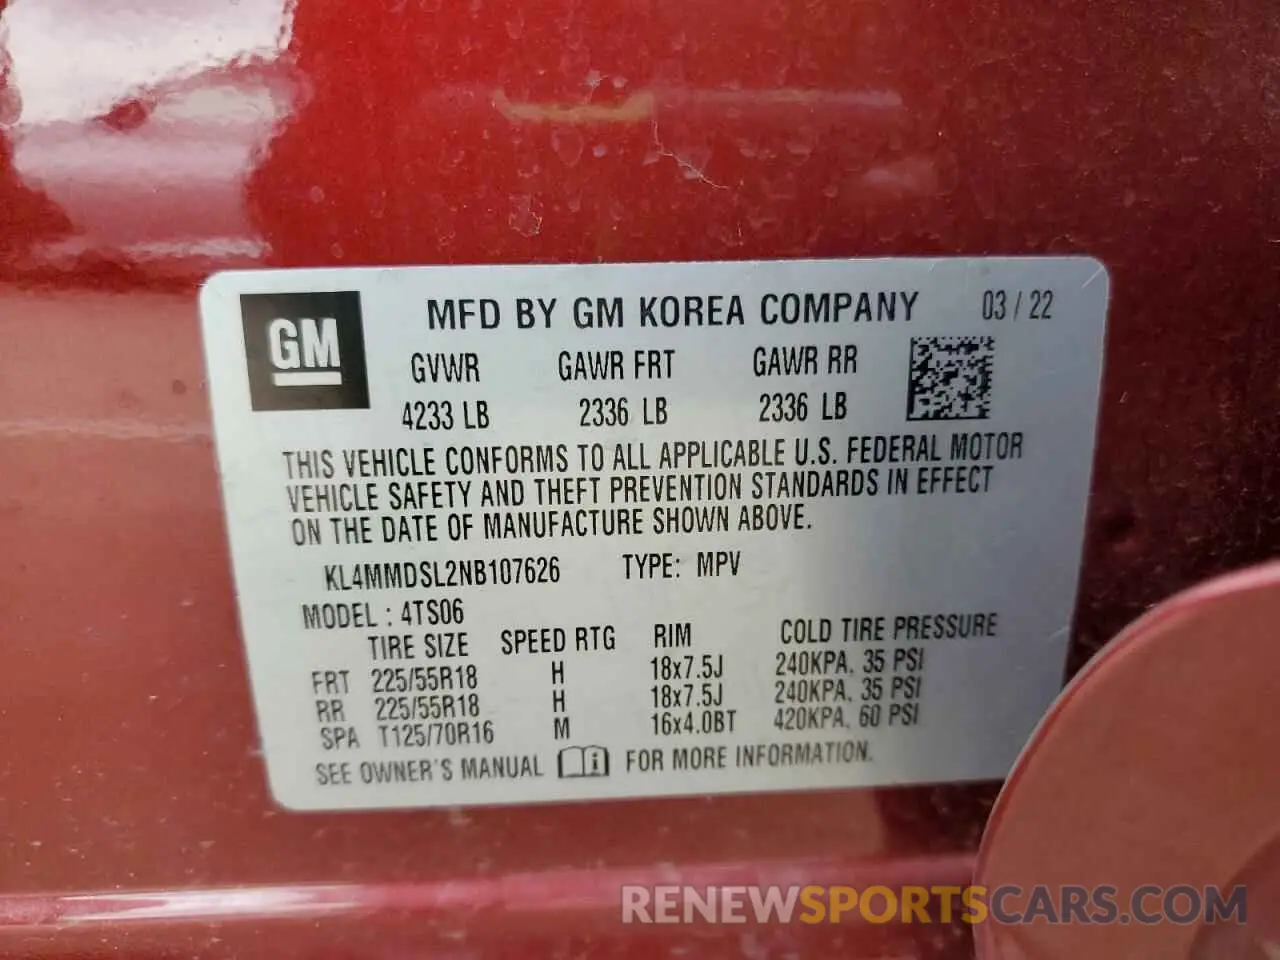 GM
MFD BY GM KOREA COMPANY 03 / 22
GVWR GAWR FRT GAWR RR
4233 LB 2336 LB 2336 LB
THIS VEHICLE CONFORMS TO ALL APPLICABLE U.S. FEDERAL MOTOR
VEHICLE SAFETY AND THEFT PREVENTION STANDARDS IN EFFECT
ON THE DATE OF MANUFACTURE SHOWN ABOVE.
KL4MMDSL2NB107626 TYPE: MPV
MODEL : 4TS06
TIRE SIZE SPEED RTG RIM COLD TIRE PRESSURE
FRT 225/55R18 H 18x7.5J 240KPA. 35 PSI
RR 225/55R18 H 18x7.5J 240KPA. 35 PSI
SPA T125/70R16 M 16x4.0BT 420KPA. 60 PSI
SEE OWNER'S MANUAL i FOR MORE INFORMATION.
RENEWSPORTSCARS.COM